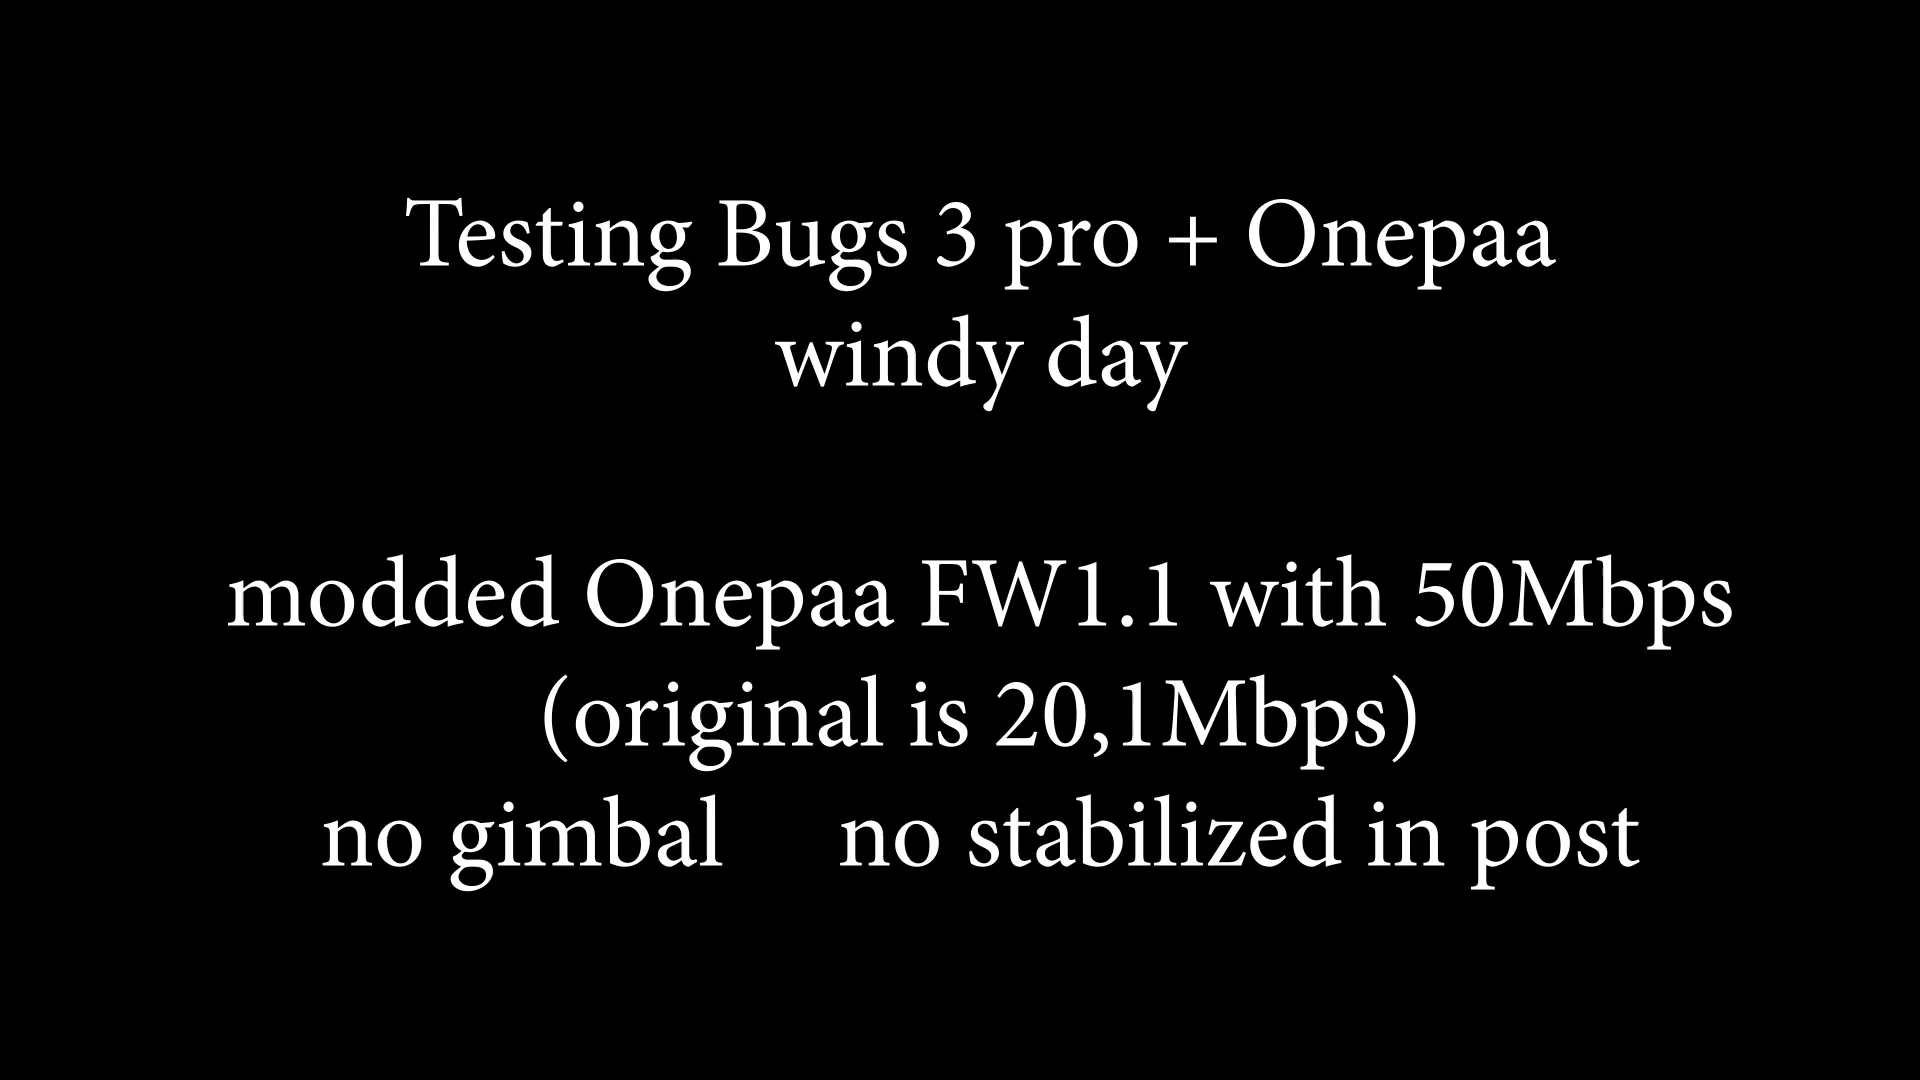 Testing Bugs 3 pro + Onepaa
windy day
modded Onepaa FW1.1 with 50Mbps
(original is 20,1Mbps)
no gimbal no stabilized in post